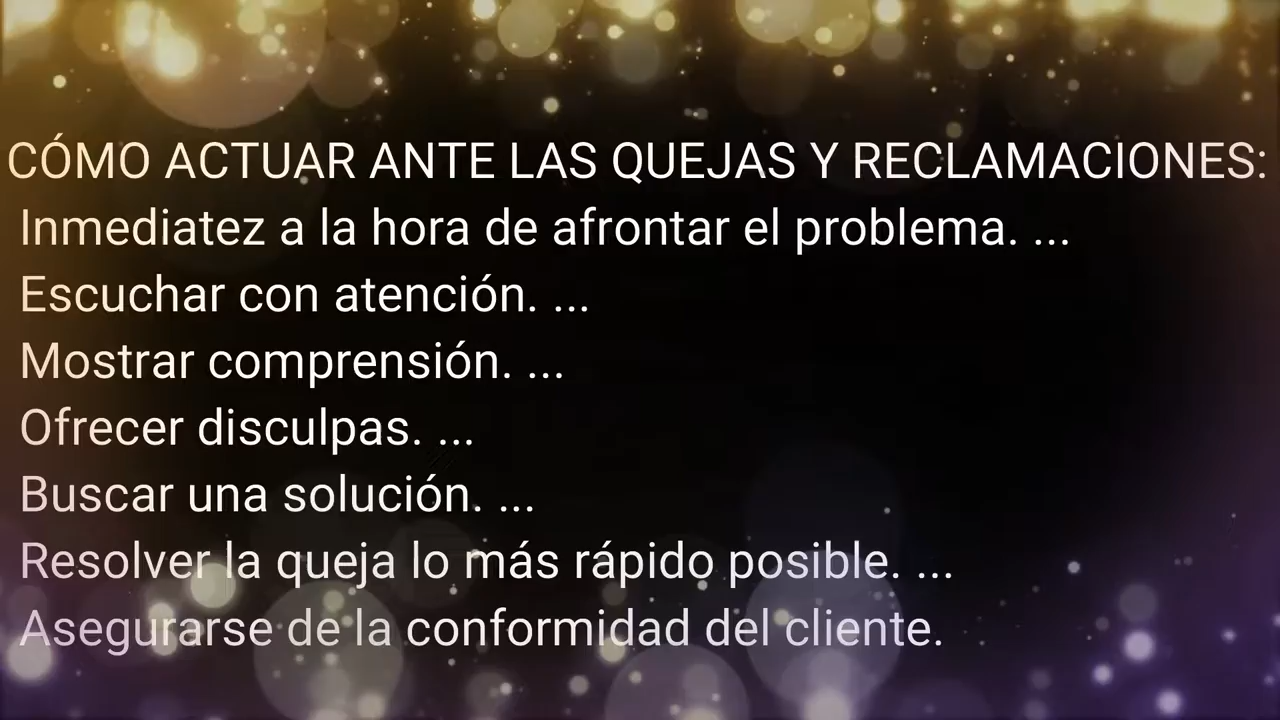 CÓMO ACTUAR ANTE LAS QUEJAS Y RECLAMACIONES:
Inmediatez a la hora de afrontar el problema. ...
Escuchar con atención. ...
Mostrar comprensión. ...
Ofrecer disculpas. ...
Buscar una solución. ...
Resolver la queja lo más rápido posible. ...
Asegurarse de la conformidad del cliente.